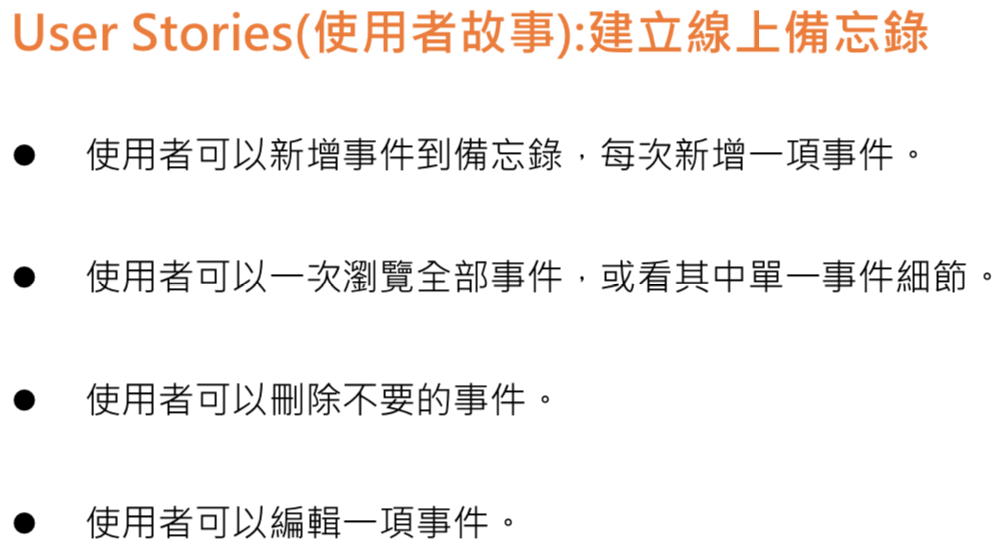 User Stories(使用者故事):建立線上備忘錄
● 使用者可以新增事件到備忘錄，每次新增一項事件。
● 使用者可以一次瀏覽全部事件，或看其中單一事件細節。
● 使用者可以刪除不要的事件。
● 使用者可以編輯一項事件。